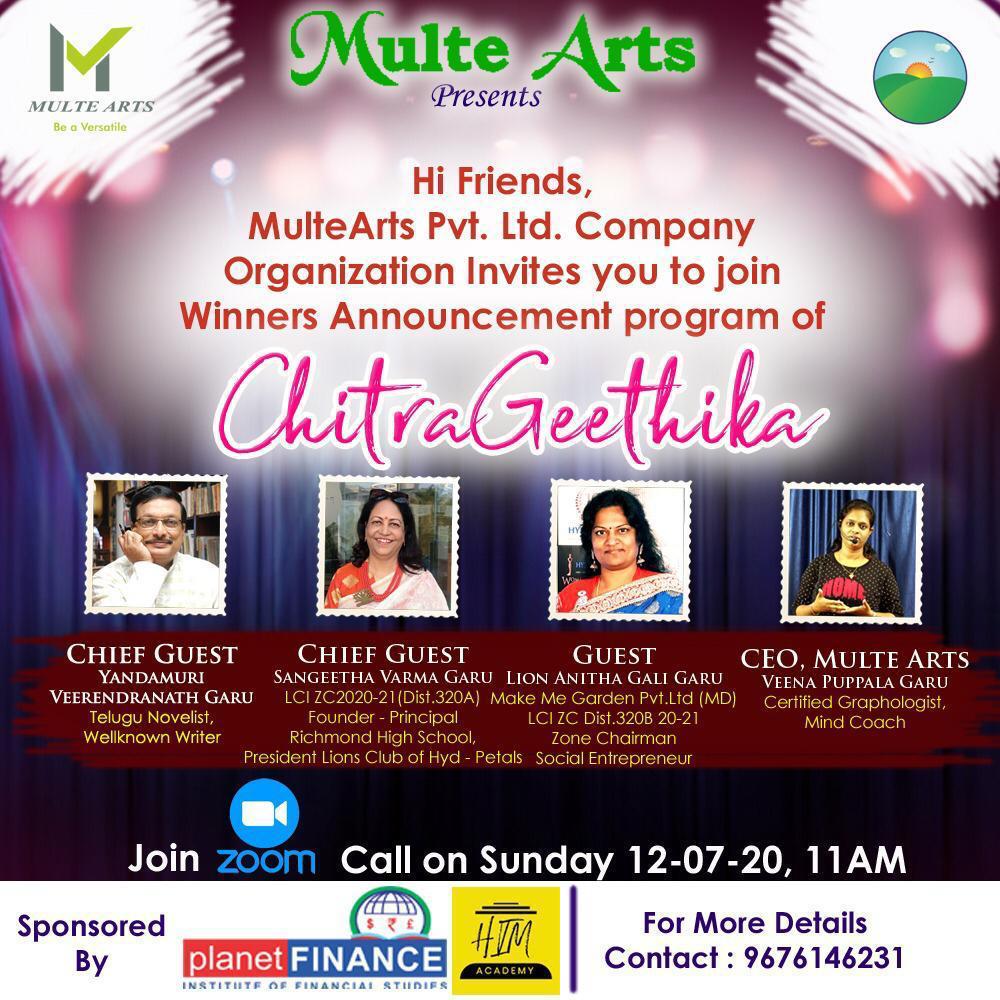 MULTE ARTS
Be a Versatile
Multe Arts
Presents
Hi Friends,
MulteArts Pvt. Ltd. Company
Organization Invites you to join
Winners Announcement program of
ChitraGeethika
CHIEF GUEST
YANDAMURI
VEERENDRANATH GARU
Telugu Novelist,
Wellknown Writer
CHIEF GUEST
SANGEETHA VARMA GARU
LCI ZC2020-21(Dist.320A)
Founder - Principal
Richmond High School,
President Lions Club of Hyd - Petals
GUEST
LION ANITHA GALI GARU
Make Me Garden Pvt.Ltd (MD)
LCI ZC Dist.320B 20-21
Zone Chairman
Social Entrepreneur
HOME
CEO, MULTE ARTS
VEENA PUPPALA GARU
Certified Graphologist,
Mind Coach
Join zoom Call on Sunday 12-07-20, 11AM
Sponsored
By
$ ₹ £
planet FINANCE
INSTITUTE OF FINANCIAL STUDIES
HIM
ACADEMY
For More Details
Contact : 9676146231